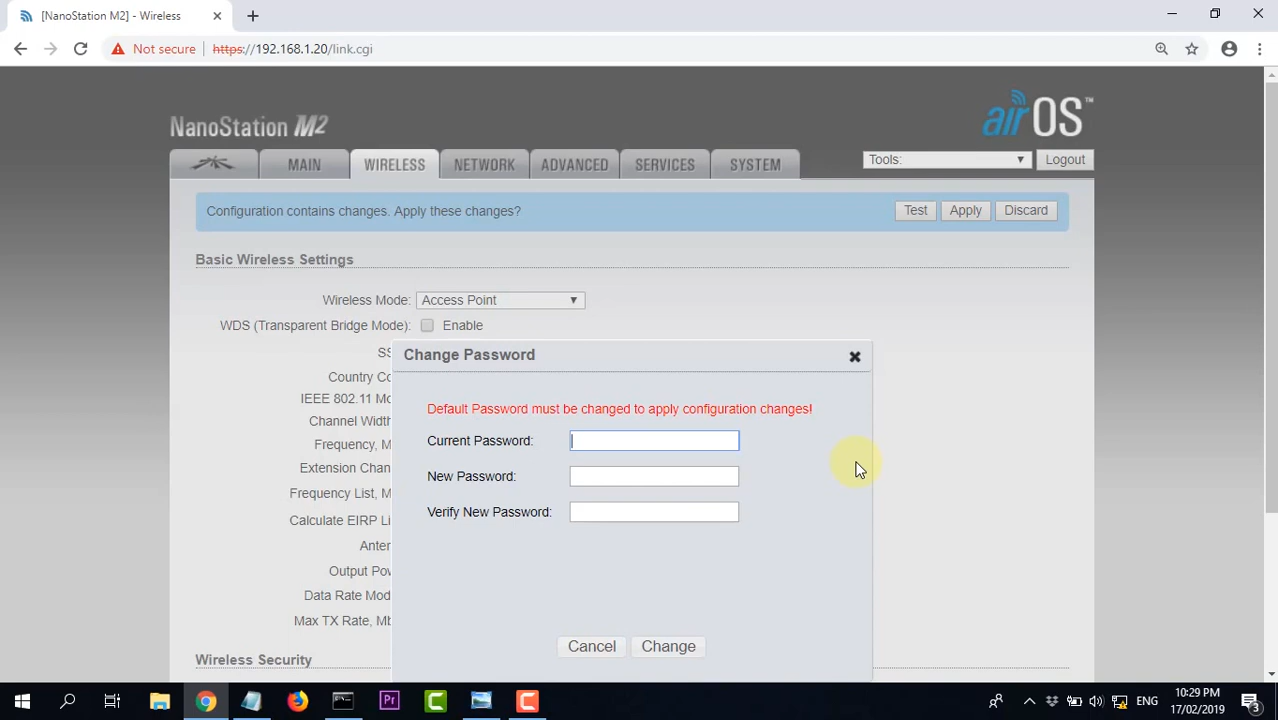 [NanoStation M2] - Wireless
Not secure
https://192.168.1.20/link.cgi
NanoStation M2
airOS™
MAIN
WIRELESS
NETWORK
ADVANCED
SERVICES
SYSTEM
Tools:
Logout
Configuration contains changes. Apply these changes?
Test
Apply
Discard
Basic Wireless Settings
Wireless Mode: Access Point
WDS (Transparent Bridge Mode): Enable
SS
Country Co
IEEE 802.11 Mo
Channel Width
Frequency, M
Extension Chan
Frequency List, M
Calculate EIRP Li
Anten
Output Pow
Data Rate Mod
Max TX Rate, Mb
Wireless Security
Change Password
Default Password must be changed to apply configuration changes!
Current Password:
New Password:
Verify New Password:
Cancel
Change
Pr
ENG
10:29 PM
17/02/2019
3